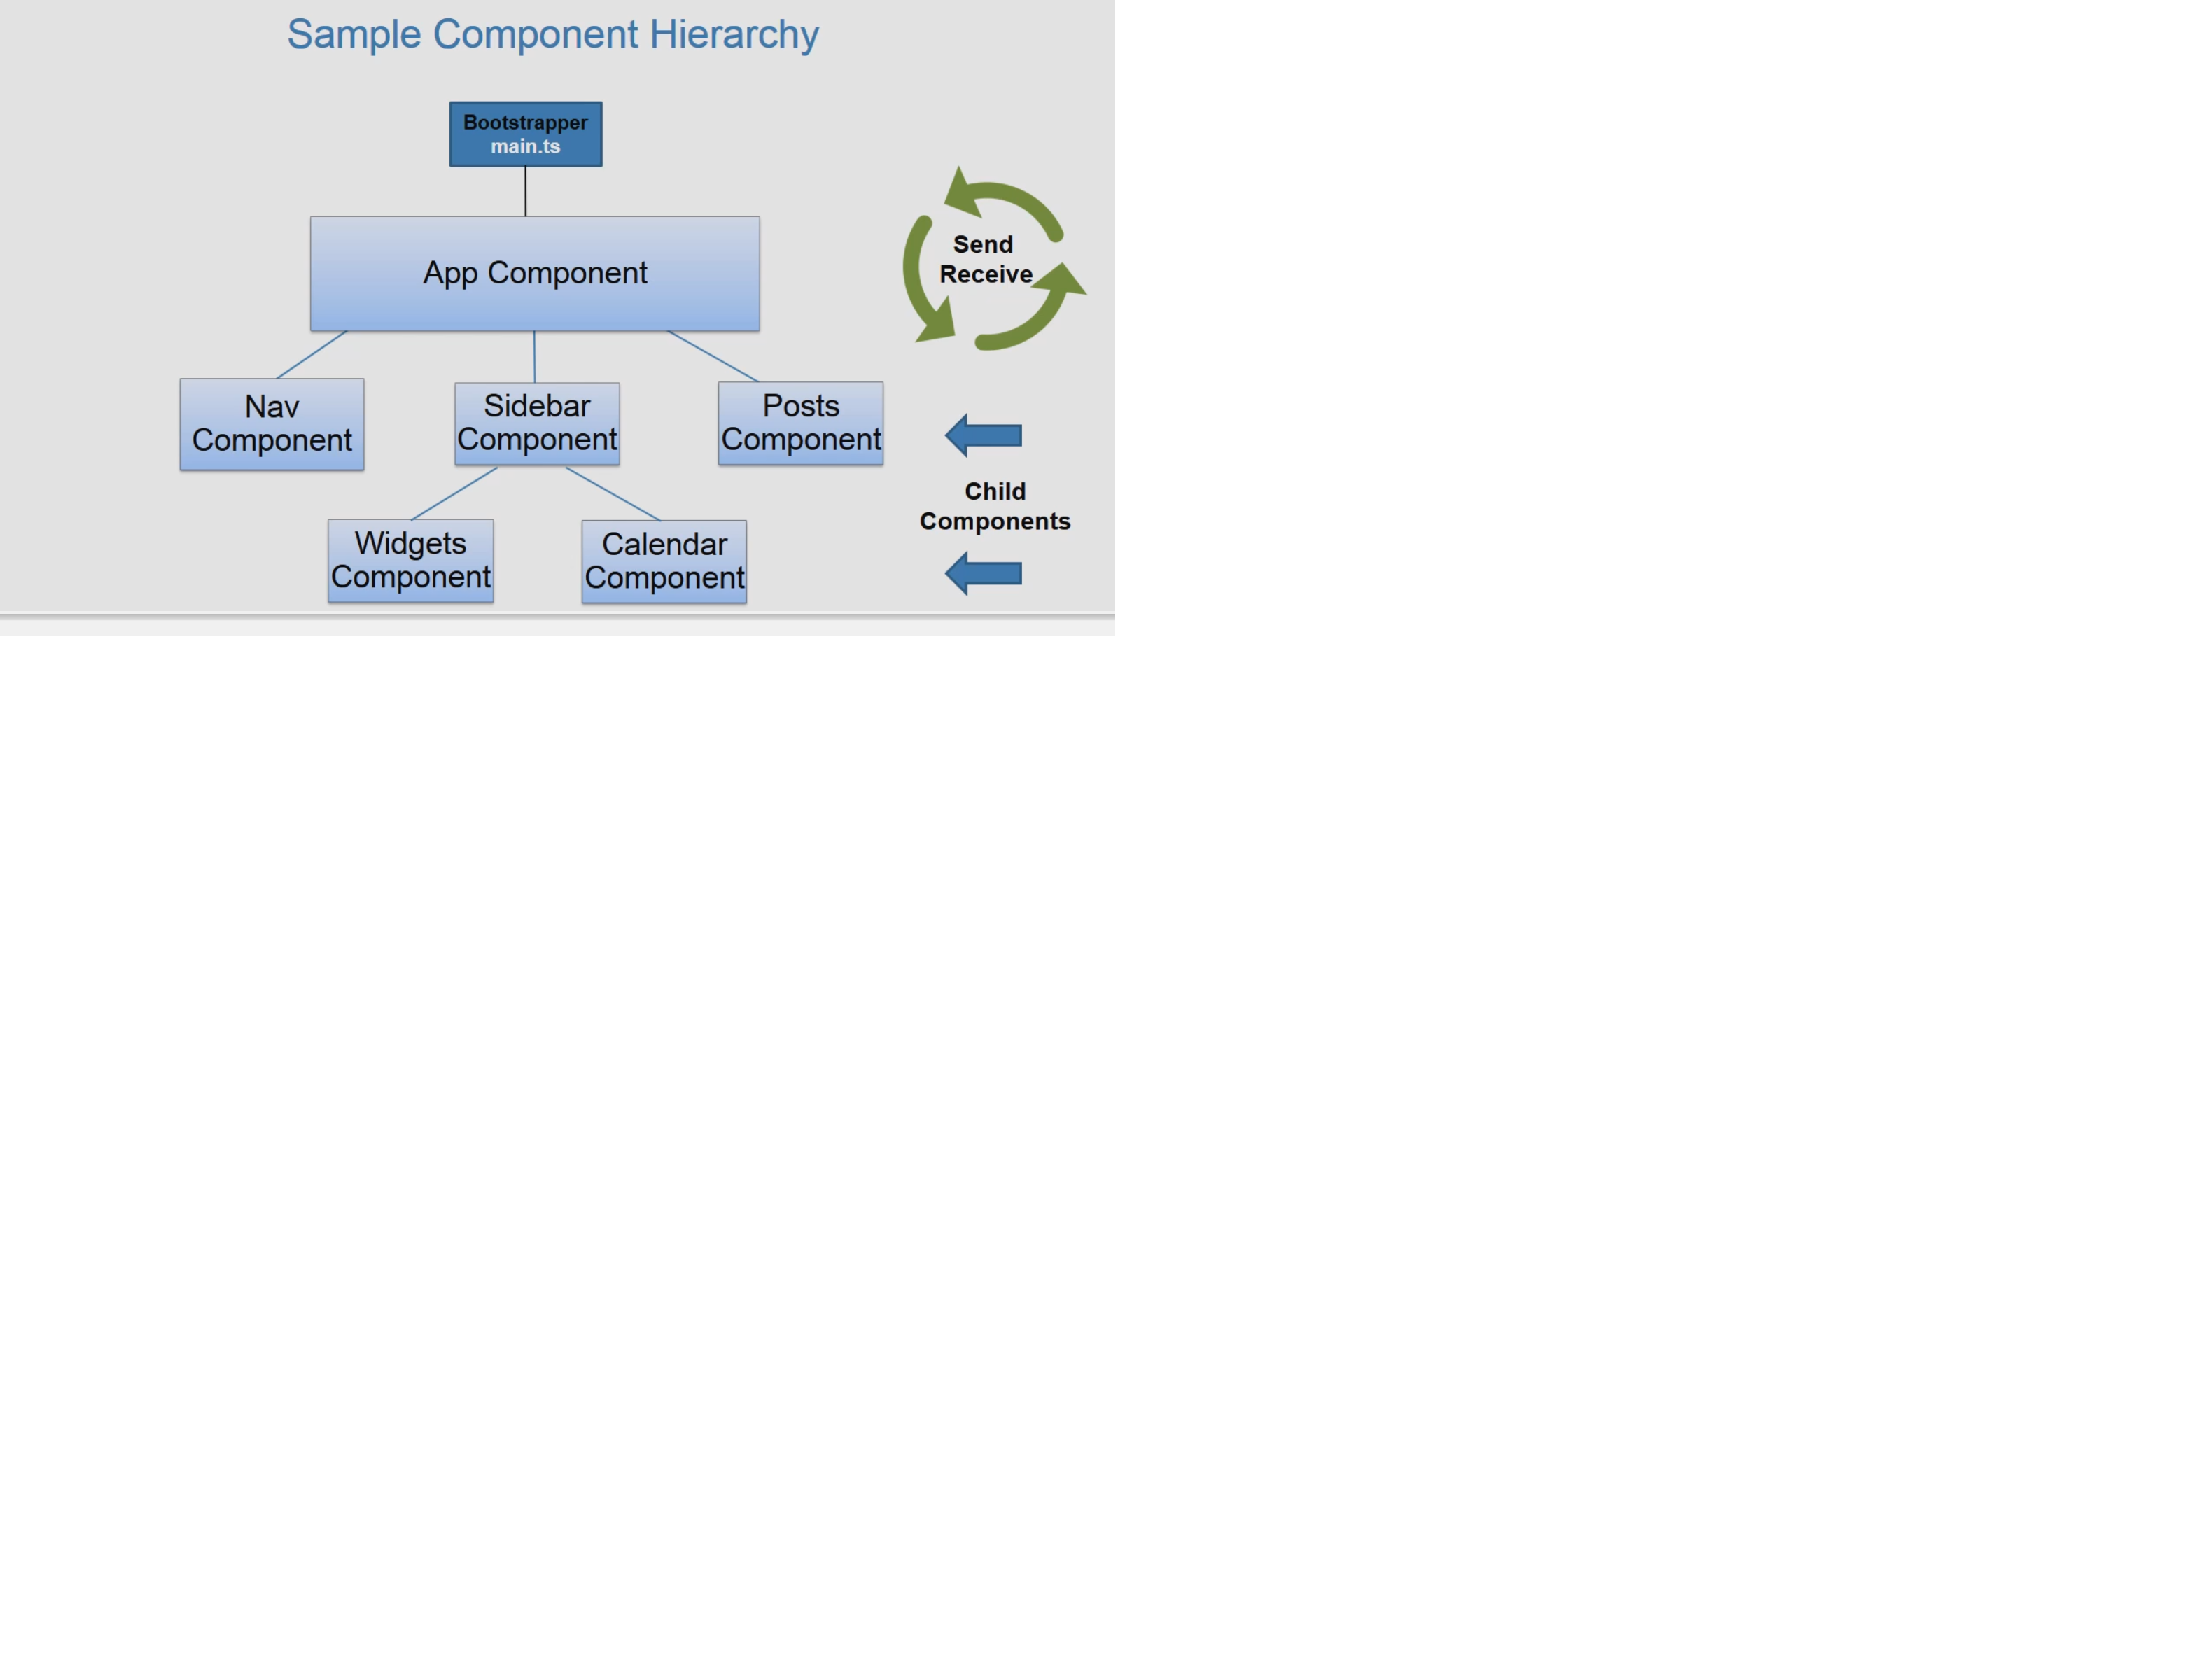 Sample Component Hierarchy
Bootstrapper
main.ts
App Component
Send
Receive
Nav
Component
Sidebar
Component
Posts
Component
Child
Components
Widgets
Component
Calendar
Component